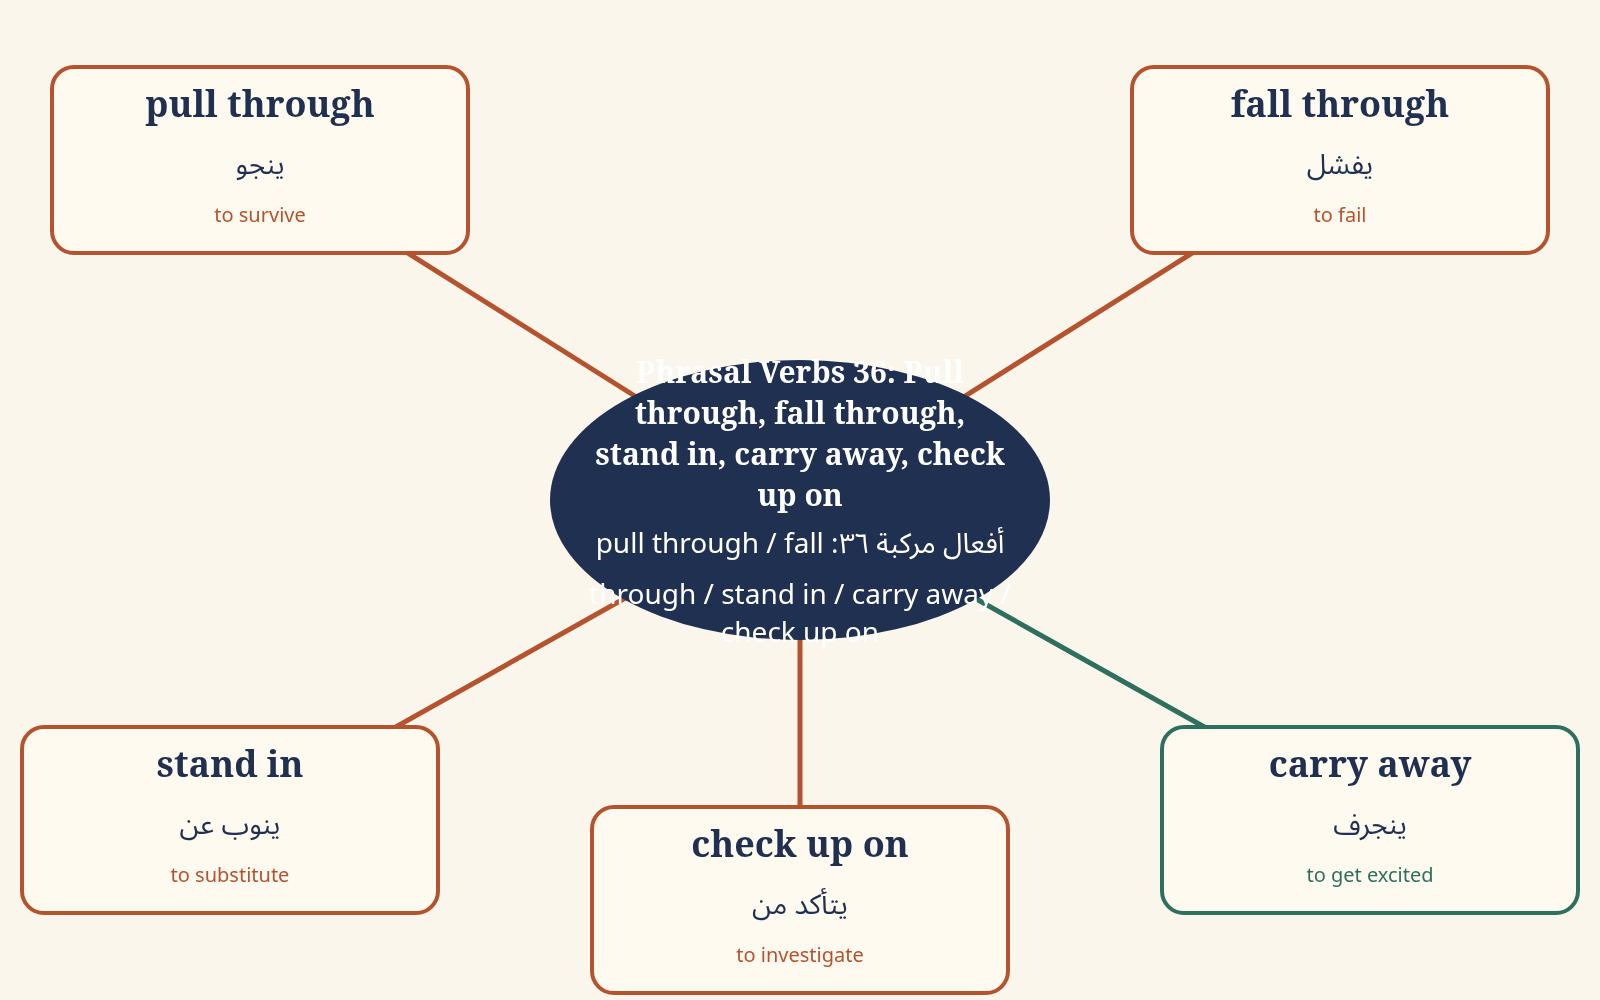 pull through
ينجو
to survive
fall through
يفشل
to fail
Phrasal Verbs 36: Pull
through, fall through,
stand in, carry away, check
up on
أفعال مركبة ٣٦: pull through / fall
through / stand in / carry away /
check up on
stand in
ينوب عن
to substitute
check up on
يتأكد من
to investigate
carry away
ينجرف
to get excited